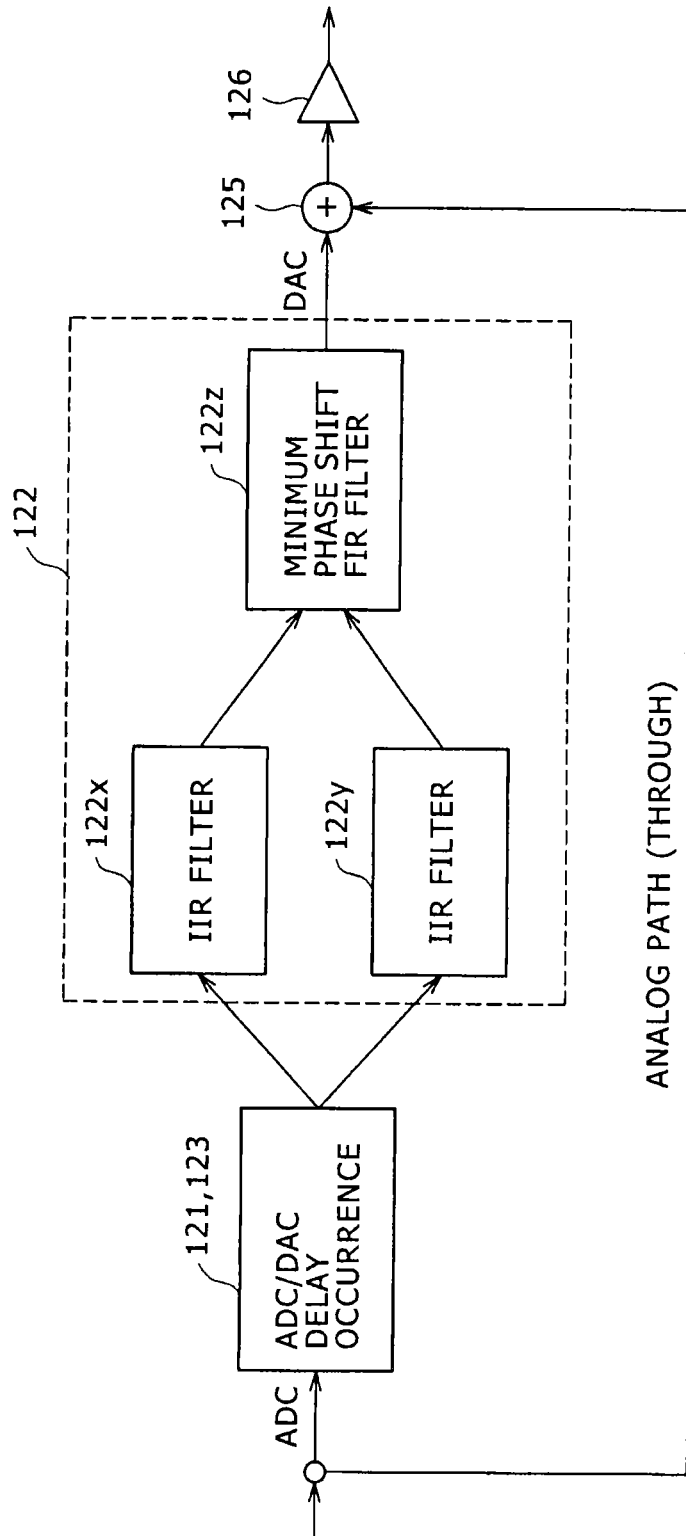 ADC
121,123
ADC/DAC
DELAY
OCCURRENCE
122
122x
IIR FILTER
122y
IIR FILTER
122z
MINIMUM
PHASE SHIFT
FIR FILTER
DAC
125
+
126
ANALOG PATH (THROUGH)